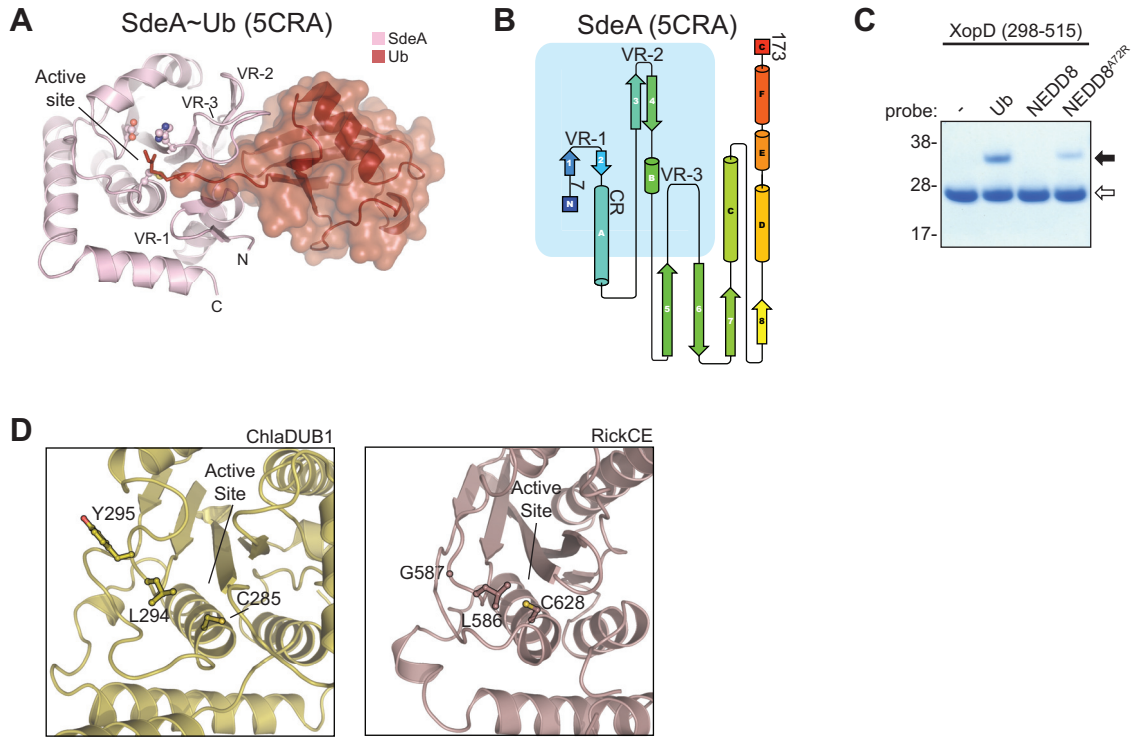 A
SdeA~Ub (5CRA)
SdeA
Ub
Active
site
VR-2
VR-3
VR-1
N
C
B
SdeA (5CRA)
VR-2
C
173
3
4
F
VR-1
1
2
E
7
B
VR-3
N
CR
C
A
D
5
6
7
8
C
XopD (298-515)
probe:
-
Ub
NEDD8
NEDD8A72R
38-
28-
17-
D
ChlaDUB1
Active
Site
Y295
L294
C285
RickCE
Active
Site
G587
L586
C628